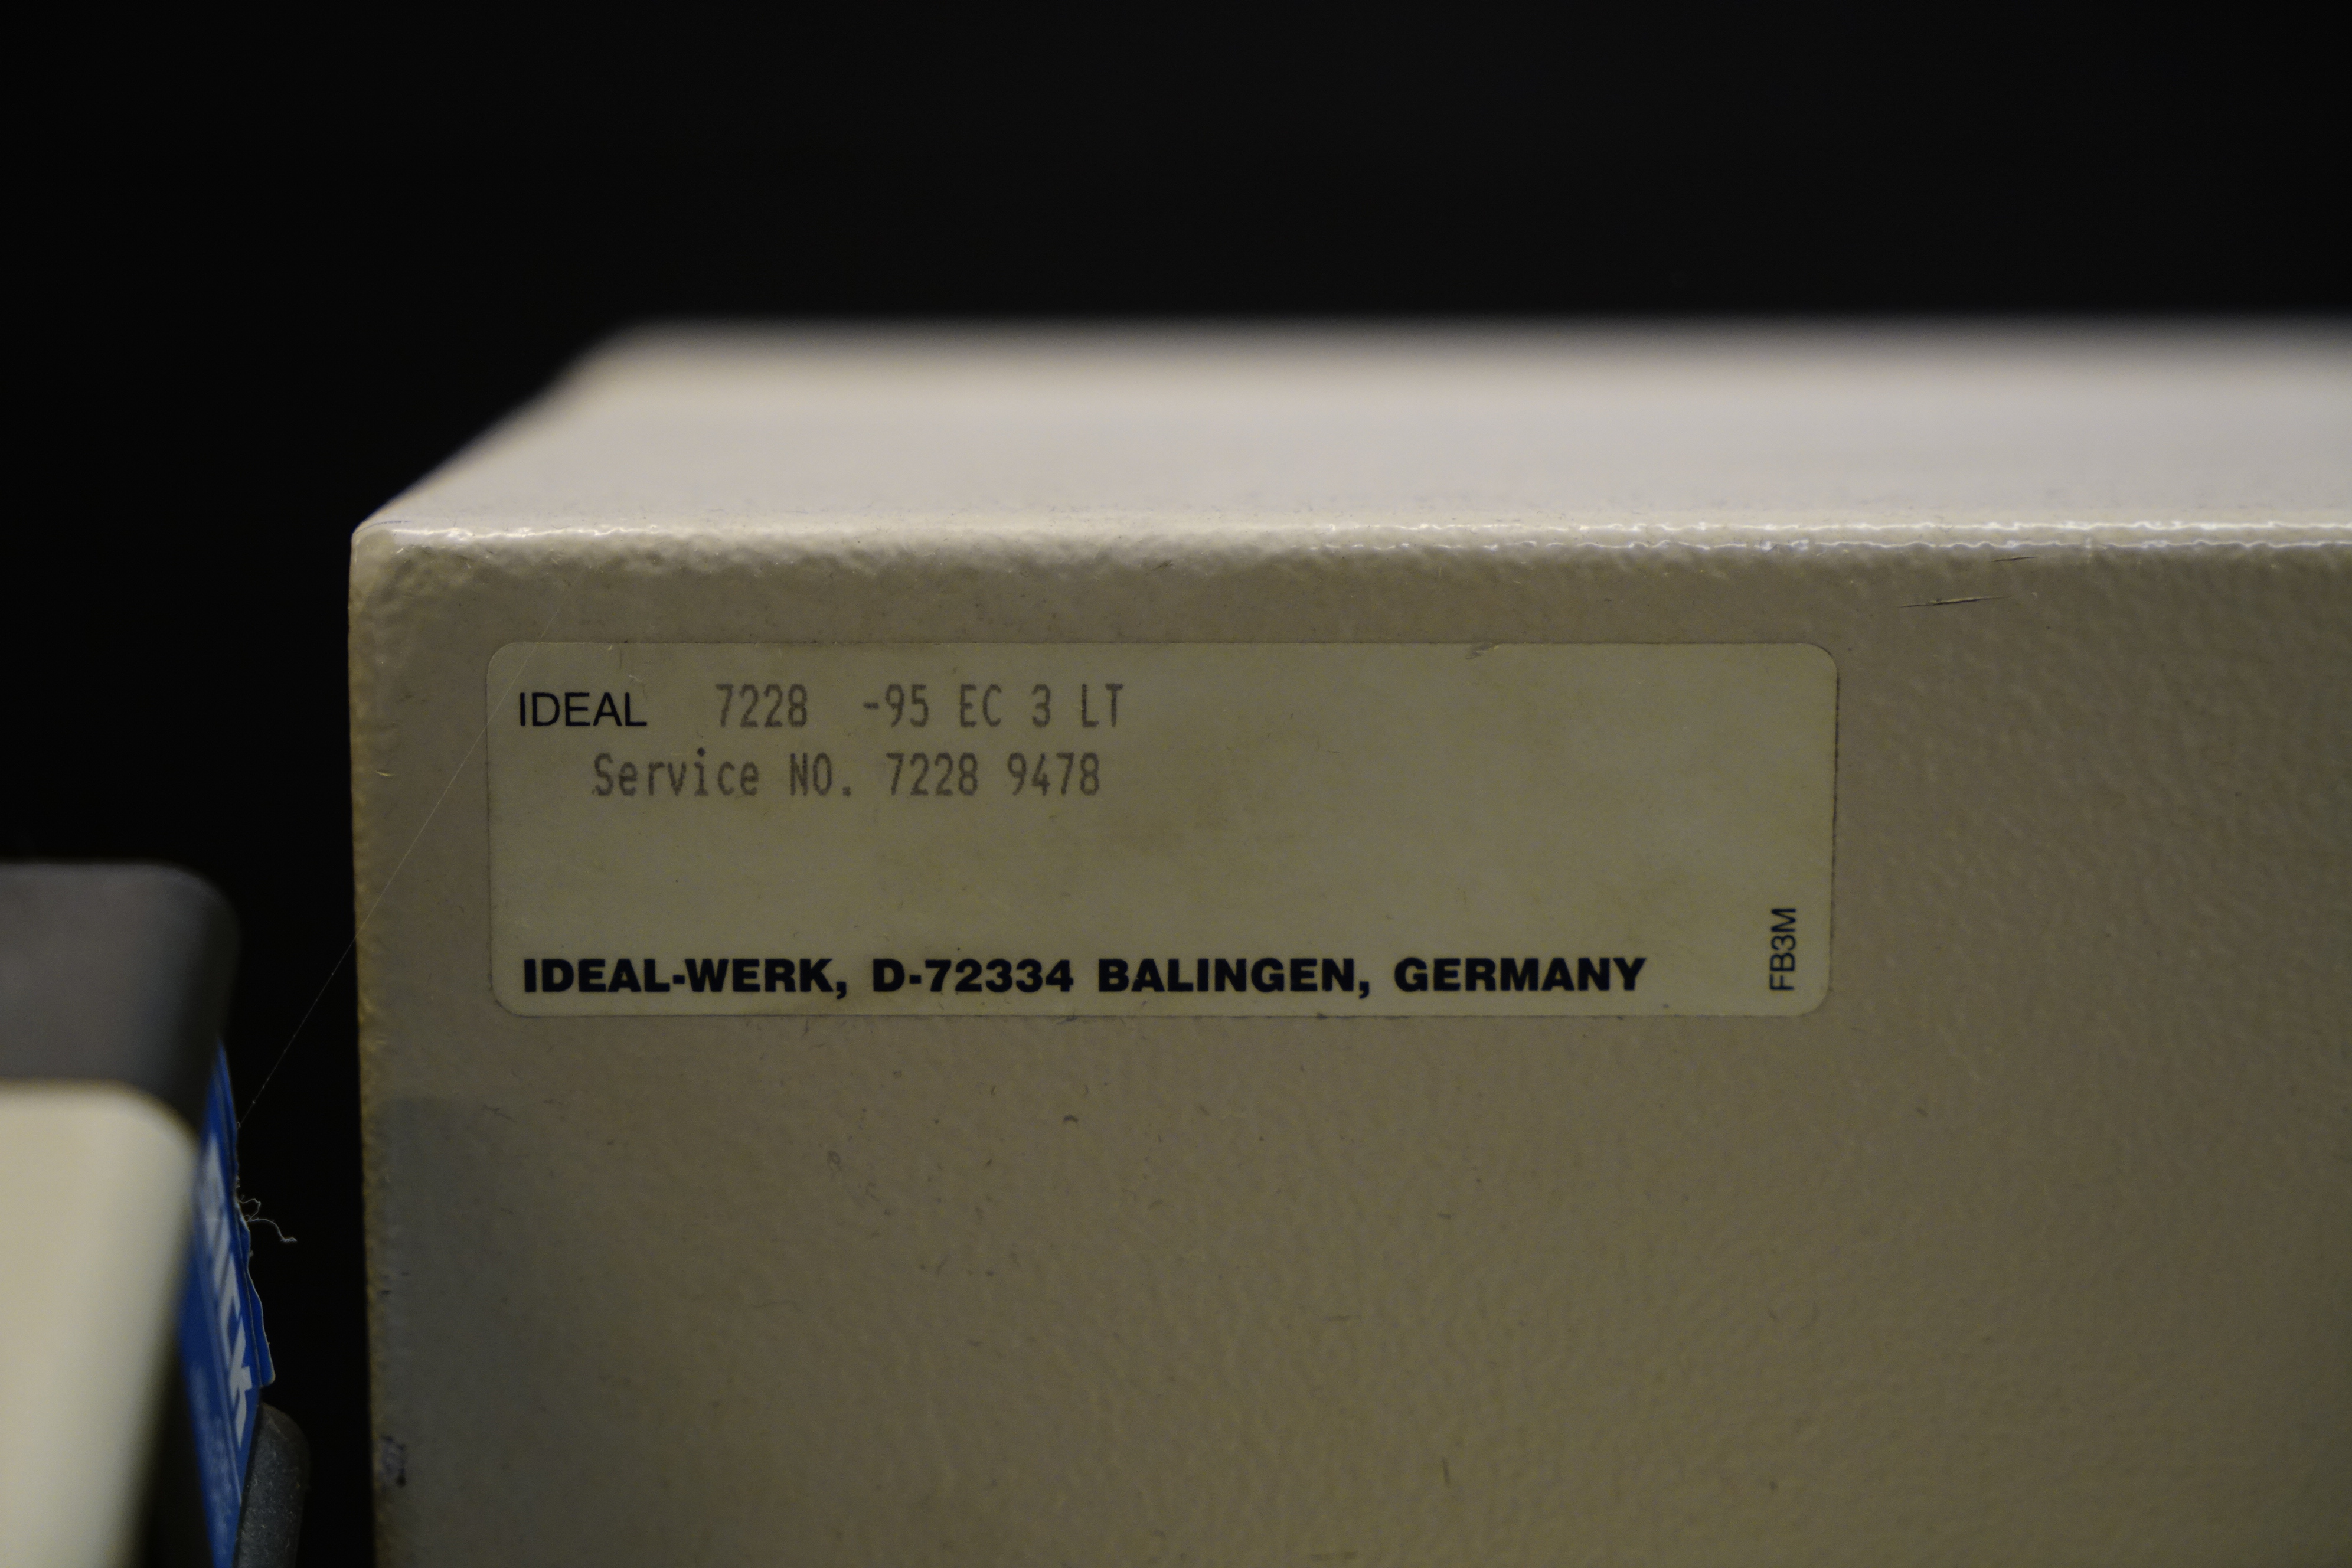 IDEAL 7228 -95 EC 3 LT
Service NO. 7228 9478
IDEAL-WERK, D-72334 BALINGEN, GERMANY
FB3M